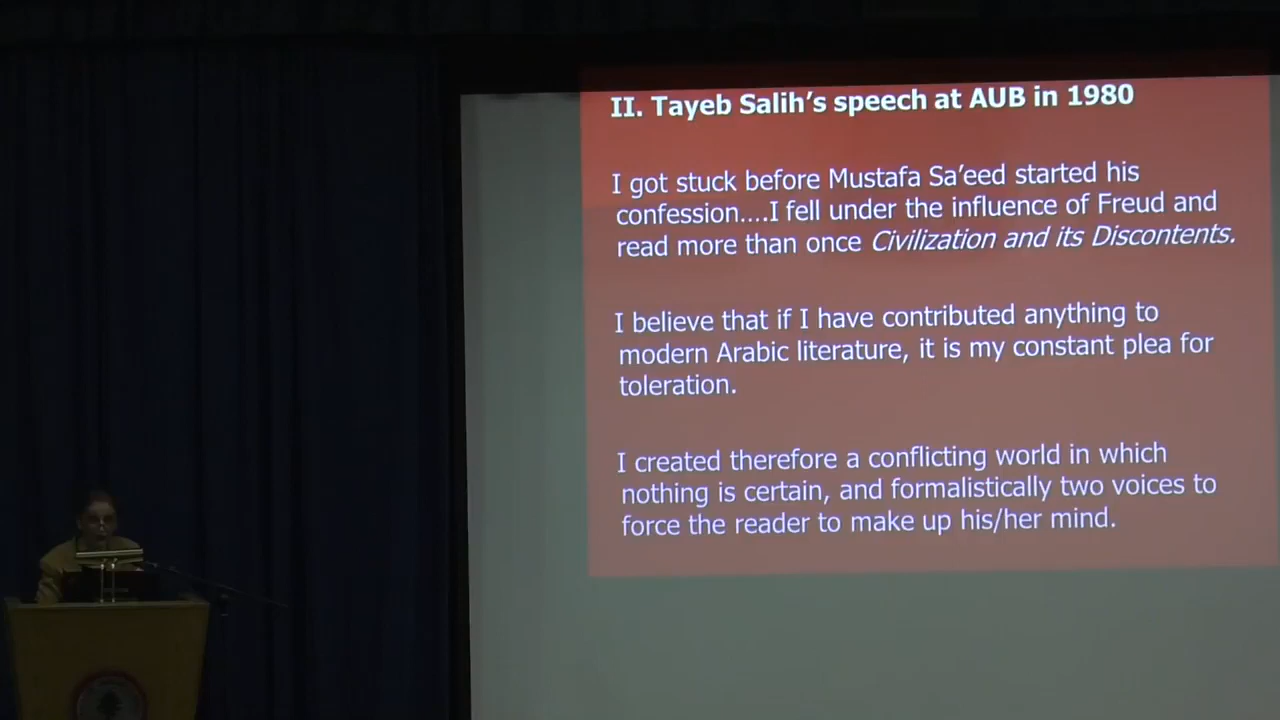 II. Tayeb Salih’s speech at AUB in 1980
I got stuck before Mustafa Sa’eed started his
confession....I fell under the influence of Freud and
read more than once Civilization and its Discontents.
I believe that if I have contributed anything to
modern Arabic literature, it is my constant plea for
toleration.
I created therefore a conflicting world in which
nothing is certain, and formalistically two voices to
force the reader to make up his/her mind.